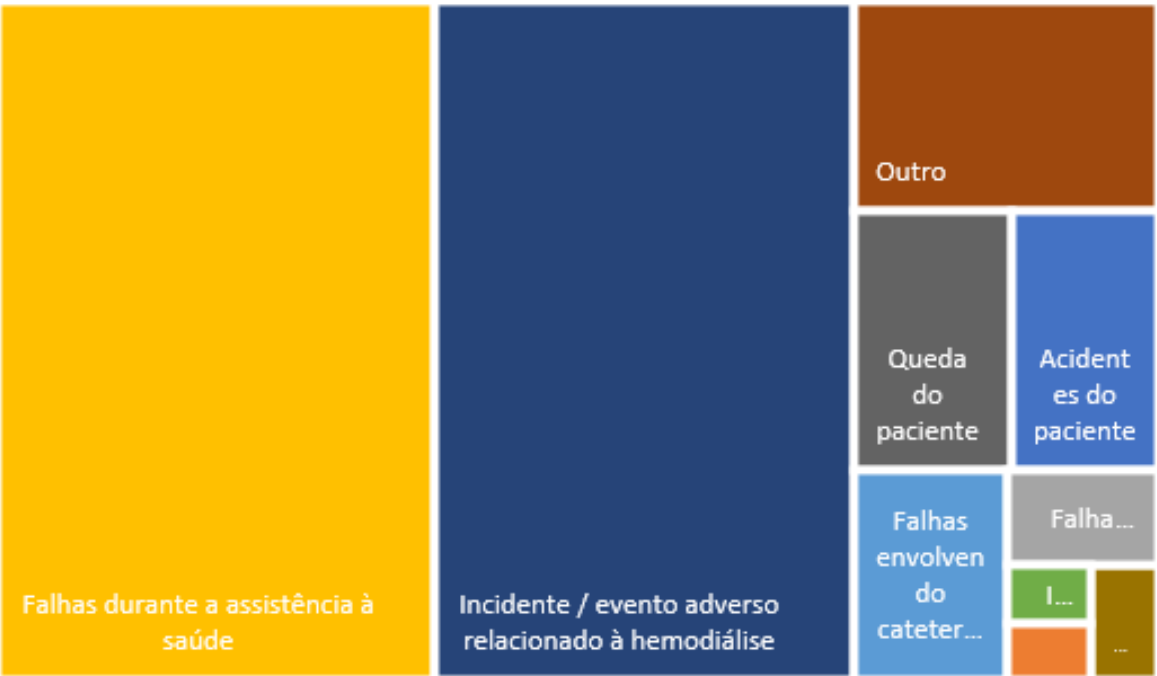 Falhas durante a assistência à
saúde
Incidente / evento adverso
relacionado à hemodiálise
Outro
Queda
do
paciente
Acident
es do
paciente
Falhas
envolven
do
cateter...
Falha...
I...
...